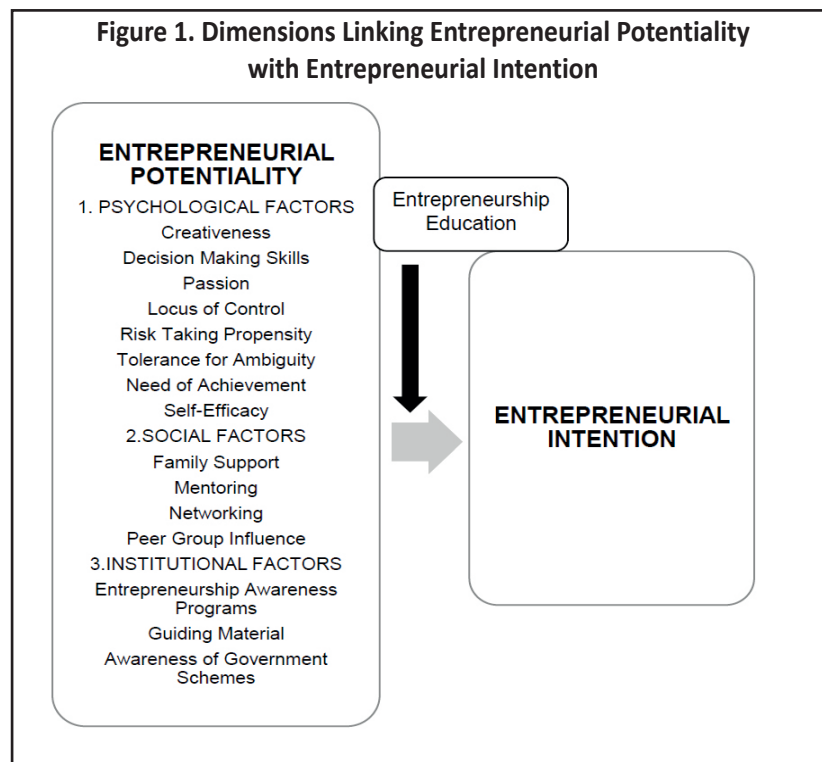 Figure 1. Dimensions Linking Entrepreneurial Potentiality
with Entrepreneurial Intention
ENTREPRENEURIAL
POTENTIALITY
1. PSYCHOLOGICAL FACTORS
Creativeness
Decision Making Skills
Passion
Locus of Control
Risk Taking Propensity
Tolerance for Ambiguity
Need of Achievement
Self-Efficacy
2.SOCIAL FACTORS
Family Support
Mentoring
Networking
Peer Group Influence
3.INSTITUTIONAL FACTORS
Entrepreneurship Awareness
Programs
Guiding Material
Awareness of Government
Schemes
Entrepreneurship
Education
ENTREPRENEURIAL
INTENTION